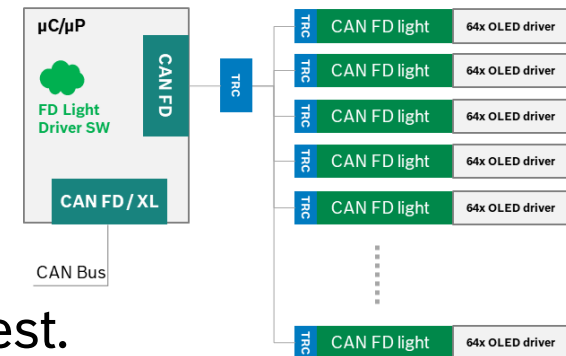 µC/µP
CAN FD
FD Light
Driver SW
CAN FD / XL
CAN Bus
TRC
TRC CAN FD light 64x OLED driver
TRC CAN FD light 64x OLED driver
TRC CAN FD light 64x OLED driver
TRC CAN FD light 64x OLED driver
TRC CAN FD light 64x OLED driver
TRC CAN FD light 64x OLED driver
est.